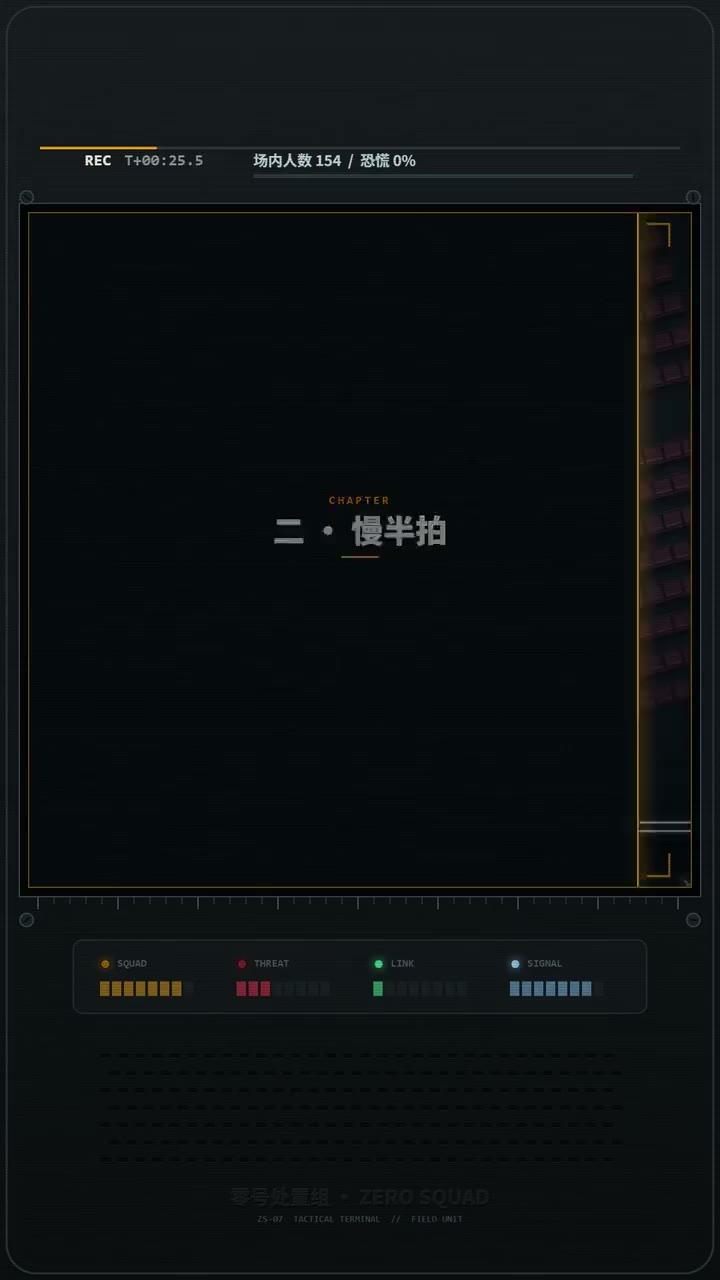 REC T+00:25.5 场内人数 154 / 恐慌 0%
CHAPTER
二 · 慢半拍
SQUAD THREAT LINK SIGNAL
零号处置组 · ZERO SQUAD
ZS-07 TACTICAL TERMINAL // FIELD UNIT